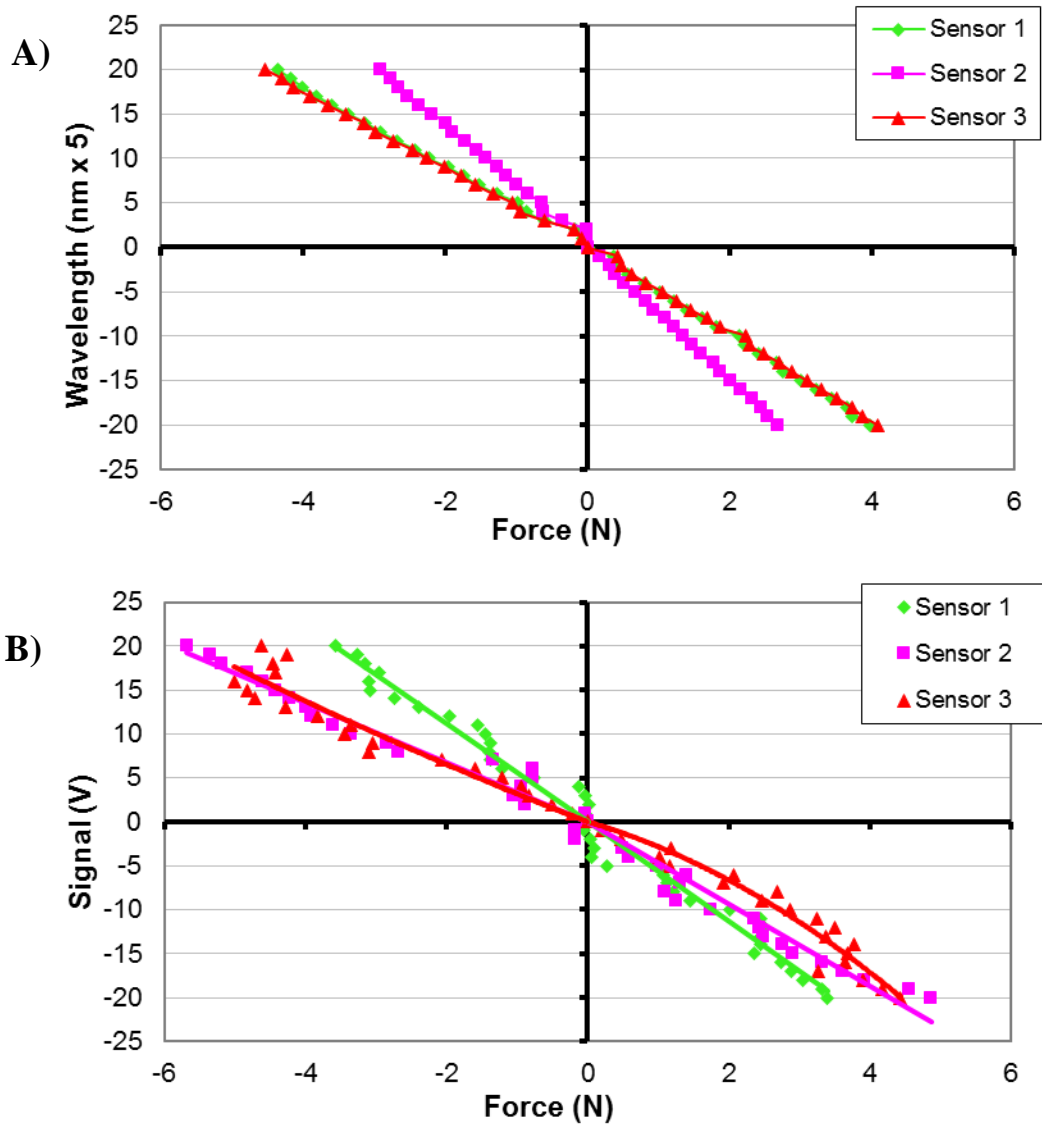 A)
Wavelength (nm x 5)
25
20
15
10
5
0
-5
-10
-15
-20
-25
-6 -4 -2 0 2 4 6
Force (N)
Sensor 1
Sensor 2
Sensor 3
B)
Signal (V)
25
20
15
10
5
0
-5
-10
-15
-20
-25
-6 -4 -2 0 2 4 6
Force (N)
Sensor 1
Sensor 2
Sensor 3